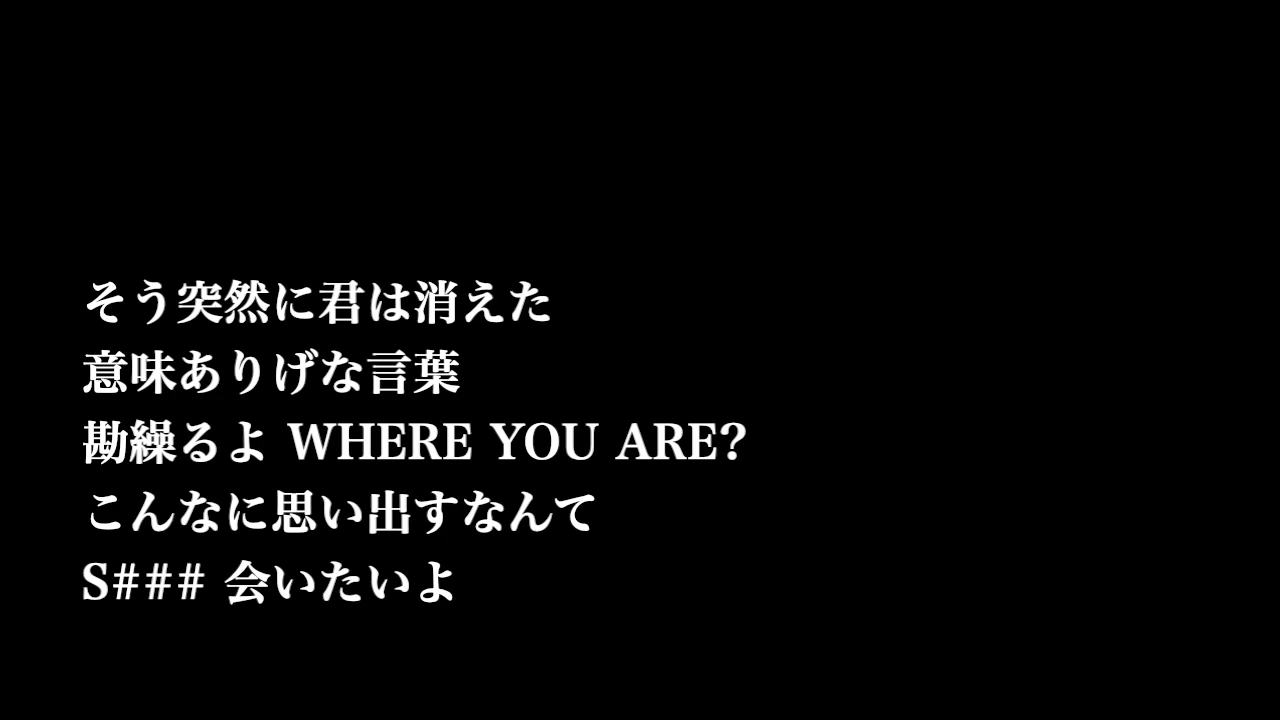 そう突然に君は消えた
意味ありげな言葉
勘繰るよ WHERE YOU ARE?
こんなに思い出すなんて
S### 会いたいよ